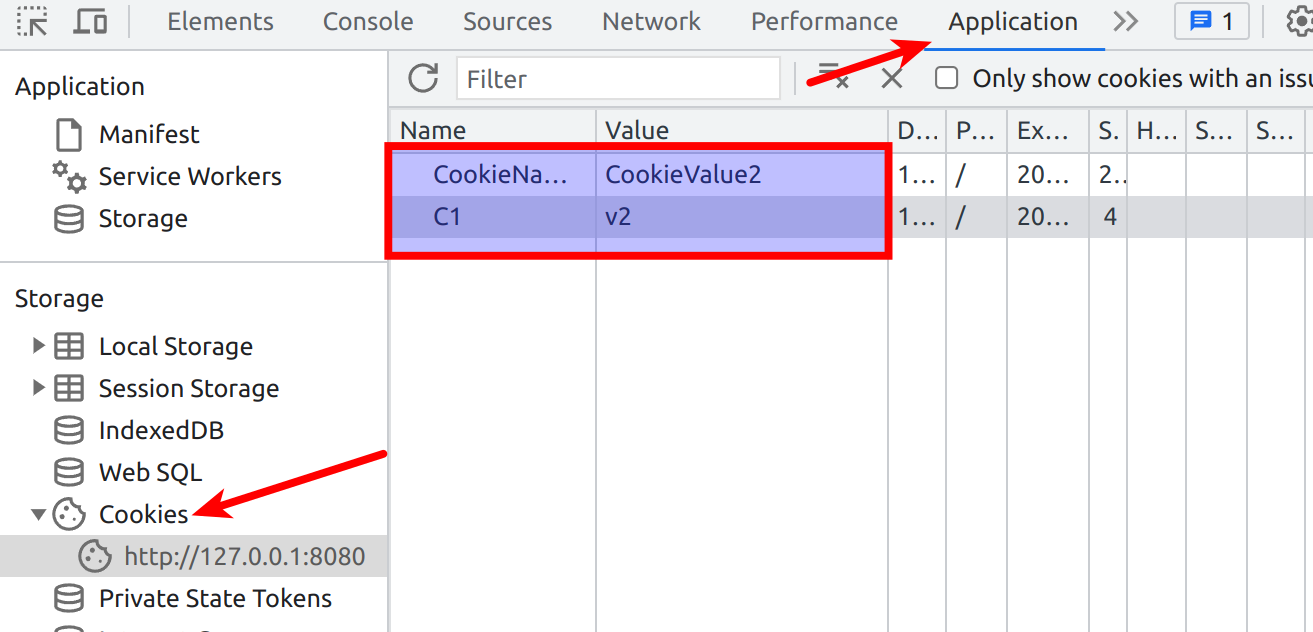 Elements Console Sources Network Performance Application 1
Application
Manifest
Service Workers
Storage
Storage
Local Storage
Session Storage
IndexedDB
Web SQL
Cookies
http://127.0.0.1:8080
Private State Tokens
Filter Only show cookies with an issu
Name Value D... P... Ex... S. H... S... S...
CookieNa... CookieValue2 1... / 20... 2..
C1 v2 1... / 20... 4